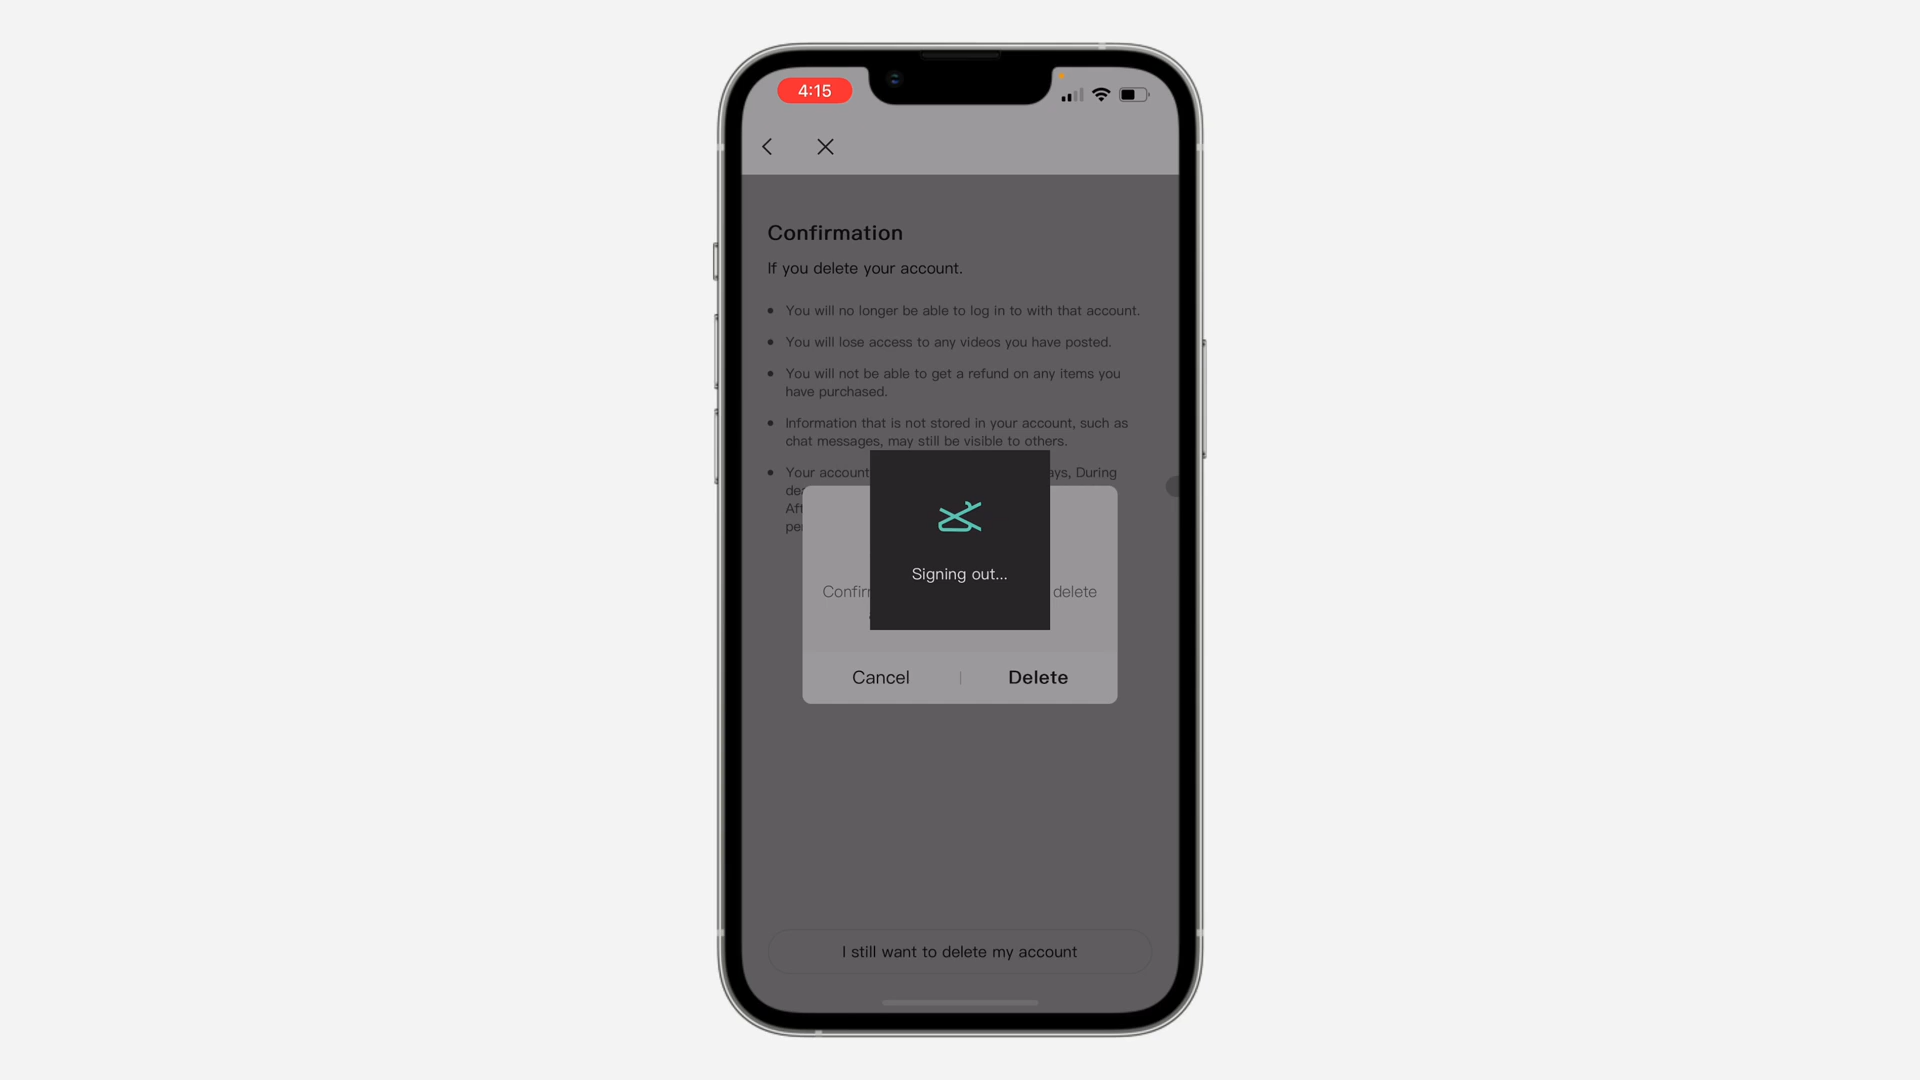 4:15
Confirmation
If you delete your account.
• You will no longer be able to log in to with that account.
• You will lose access to any videos you have posted.
• You will not be able to get a refund on any items you
have purchased.
• Information that is not stored in your account, such as
chat messages, may still be visible to others.
• Your account ays, During
Signing out...
delete
Cancel | Delete
I still want to delete my account